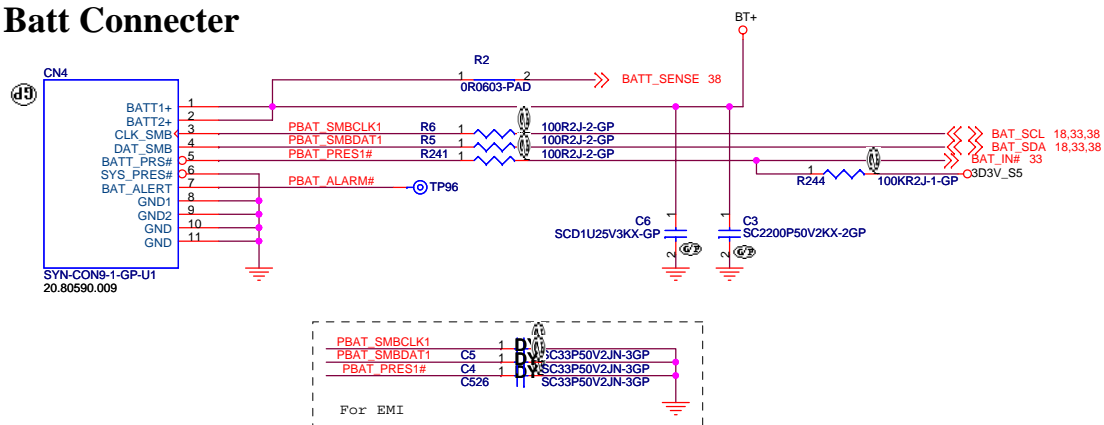 Batt Connecter
BT+
CN4
R2
1 2
0R0603-PAD
BATT_SENSE 38
GP
BATT1+ 1
BATT2+ 2
CLK_SMB 3 PBAT_SMBCLK1 R6 1 100R2J-2-GP BAT_SCL 18,33,38
DAT_SMB 4 PBAT_SMBDAT1 R5 1 100R2J-2-GP BAT_SDA 18,33,38
BATT_PRS# 5 PBAT_PRES1# R241 1 100R2J-2-GP BAT_IN# 33
SYS_PRES# 6
R244 1 100KR2J-1-GP 3D3V_S5
BAT_ALERT 7 PBAT_ALARM# TP96
GND1 8
GND2 9
GND 10
GND 11
SYN-CON9-1-GP-U1
20.80590.009
1 C6
SCD1U25V3KX-GP
2
1 C3
SC2200P50V2KX-2GP
2
PBAT_SMBCLK1 1
PBAT_SMBDAT1 C5 1 SC33P50V2JN-3GP
PBAT_PRES1# C4 1 DY SC33P50V2JN-3GP
C526 SC33P50V2JN-3GP
For EMI